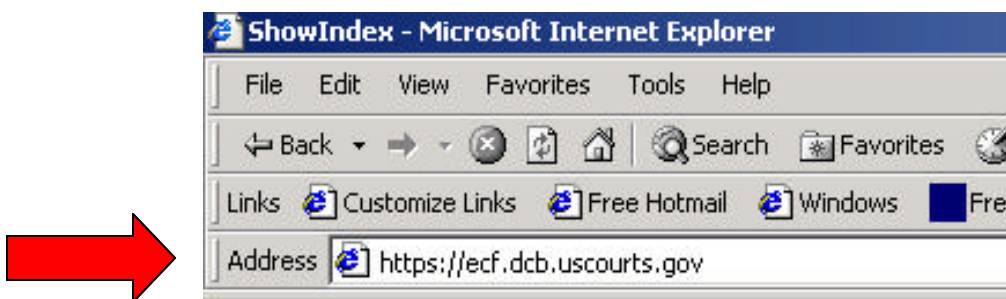 ShowIndex - Microsoft Internet Explorer
File Edit View Favorites Tools Help
Back Search Favorites
Links Customize Links Free Hotmail Windows Fre
Address https://ecf.dcb.uscourts.gov